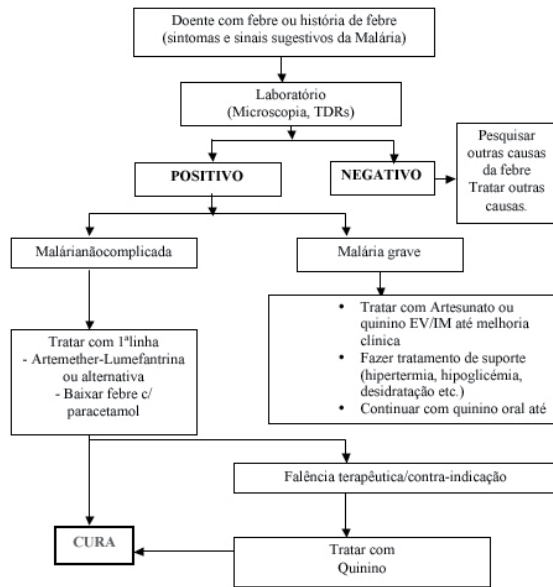 Doente com febre ou história de febre
(sintomas e sinais sugestivos da Malária)
Laboratório
(Microscopia, TDRs)
POSITIVO
NEGATIVO
Pesquisar
outras causas
da febre
Tratar outras
causas.
Malárianãocomplicada
Malária grave
Tratar com 1ªlinha
- Artemether-Lumefantrina
ou alternativa
- Baixar febre c/
paracetamol
• Tratar com Artesunato ou
quinino EV/IM até melhoria
clínica
• Fazer tratamento de suporte
(hipertermia, hipoglicémia,
desidratação etc.)
• Continuar com quinino oral até
Falência terapêutica/contra-indicação
CURA
Tratar com
Quinino